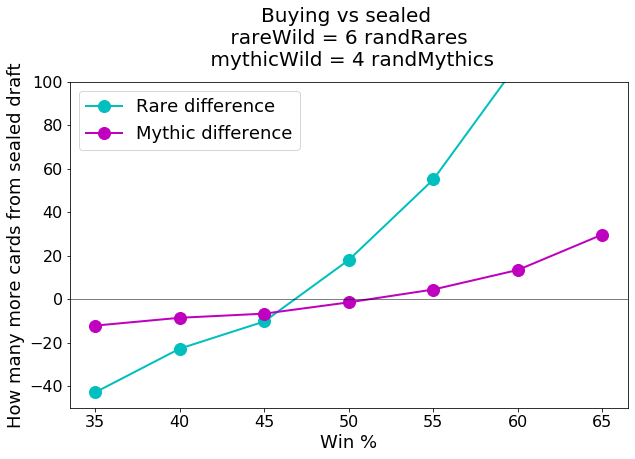 Buying vs sealed
rareWild = 6 randRares
mythicWild = 4 randMythics
How many more cards from sealed draft
100
80
60
40
20
0
−20
−40
Rare difference
Mythic difference
35 40 45 50 55 60 65
Win %